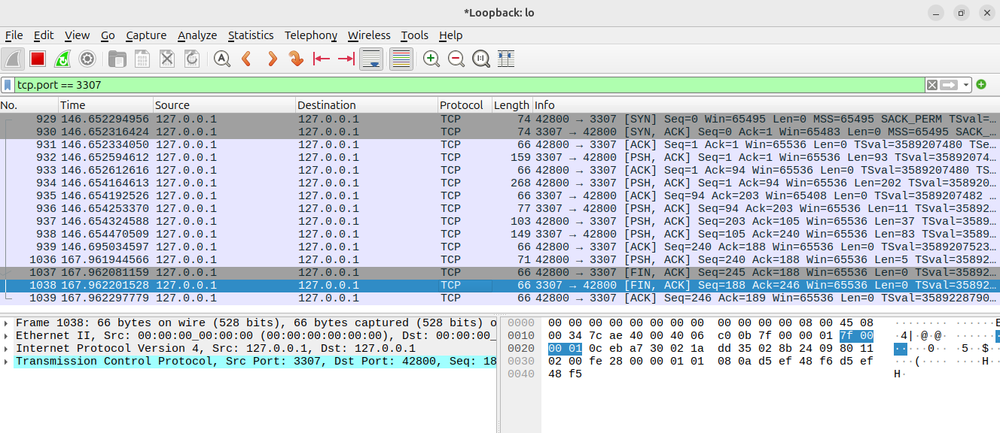 *Loopback: lo
File Edit View Go Capture Analyze Statistics Telephony Wireless Tools Help
tcp.port == 3307
No. Time Source Destination Protocol Length Info
929 146.652294956 127.0.0.1 127.0.0.1 TCP 74 42800 → 3307 [SYN] Seq=0 Win=65495 Len=0 MSS=65495 SACK_PERM TSval=…
930 146.652316424 127.0.0.1 127.0.0.1 TCP 74 3307 → 42800 [SYN, ACK] Seq=0 Ack=1 Win=65483 Len=0 MSS=65495 SACK_…
931 146.652334050 127.0.0.1 127.0.0.1 TCP 66 42800 → 3307 [ACK] Seq=1 Ack=1 Win=65536 Len=0 TSval=3589207480 TSe…
932 146.652594612 127.0.0.1 127.0.0.1 TCP 159 3307 → 42800 [PSH, ACK] Seq=1 Ack=1 Win=65536 Len=93 TSval=35892074…
933 146.652612616 127.0.0.1 127.0.0.1 TCP 66 42800 → 3307 [ACK] Seq=1 Ack=94 Win=65536 Len=0 TSval=3589207480 TS…
934 146.654164613 127.0.0.1 127.0.0.1 TCP 268 42800 → 3307 [PSH, ACK] Seq=1 Ack=94 Win=65536 Len=202 TSval=358920…
935 146.654192526 127.0.0.1 127.0.0.1 TCP 66 3307 → 42800 [ACK] Seq=94 Ack=203 Win=65408 Len=0 TSval=3589207482 …
936 146.654253370 127.0.0.1 127.0.0.1 TCP 77 3307 → 42800 [PSH, ACK] Seq=94 Ack=203 Win=65536 Len=11 TSval=35892…
937 146.654324588 127.0.0.1 127.0.0.1 TCP 103 42800 → 3307 [PSH, ACK] Seq=203 Ack=105 Win=65536 Len=37 TSval=3589…
938 146.654470509 127.0.0.1 127.0.0.1 TCP 149 3307 → 42800 [PSH, ACK] Seq=105 Ack=240 Win=65536 Len=83 TSval=3589…
939 146.695034597 127.0.0.1 127.0.0.1 TCP 66 42800 → 3307 [ACK] Seq=240 Ack=188 Win=65536 Len=0 TSval=3589207523…
1036 167.961944566 127.0.0.1 127.0.0.1 TCP 71 42800 → 3307 [PSH, ACK] Seq=240 Ack=188 Win=65536 Len=5 TSval=35892…
1037 167.962081159 127.0.0.1 127.0.0.1 TCP 66 42800 → 3307 [FIN, ACK] Seq=245 Ack=188 Win=65536 Len=0 TSval=35892…
1038 167.962201528 127.0.0.1 127.0.0.1 TCP 66 3307 → 42800 [FIN, ACK] Seq=188 Ack=246 Win=65536 Len=0 TSval=35892…
1039 167.962297779 127.0.0.1 127.0.0.1 TCP 66 42800 → 3307 [ACK] Seq=246 Ack=189 Win=65536 Len=0 TSval=3589228790…
Frame 1038: 66 bytes on wire (528 bits), 66 bytes captured (528 bits) o
Ethernet II, Src: 00:00:00_00:00:00 (00:00:00:00:00:00), Dst: 00:00:00_
Internet Protocol Version 4, Src: 127.0.0.1, Dst: 127.0.0.1
Transmission Control Protocol, Src Port: 3307, Dst Port: 42800, Seq: 18
0000 00 00 00 00 00 00 00 00 00 00 00 00 08 00 45 08 ········ ······E
0010 00 34 7c ae 40 00 40 06 c0 0b 7f 00 00 01 7f 00 ·4|·@·@· ·······
0020 00 01 0c eb a7 30 02 1a dd 35 02 8b 24 09 80 11 ·····0·· ·5··$··
0030 02 00 fe 28 00 00 01 01 08 0a d5 ef 48 f6 d5 ef ···(···· ····H··
0040 48 f5 H·